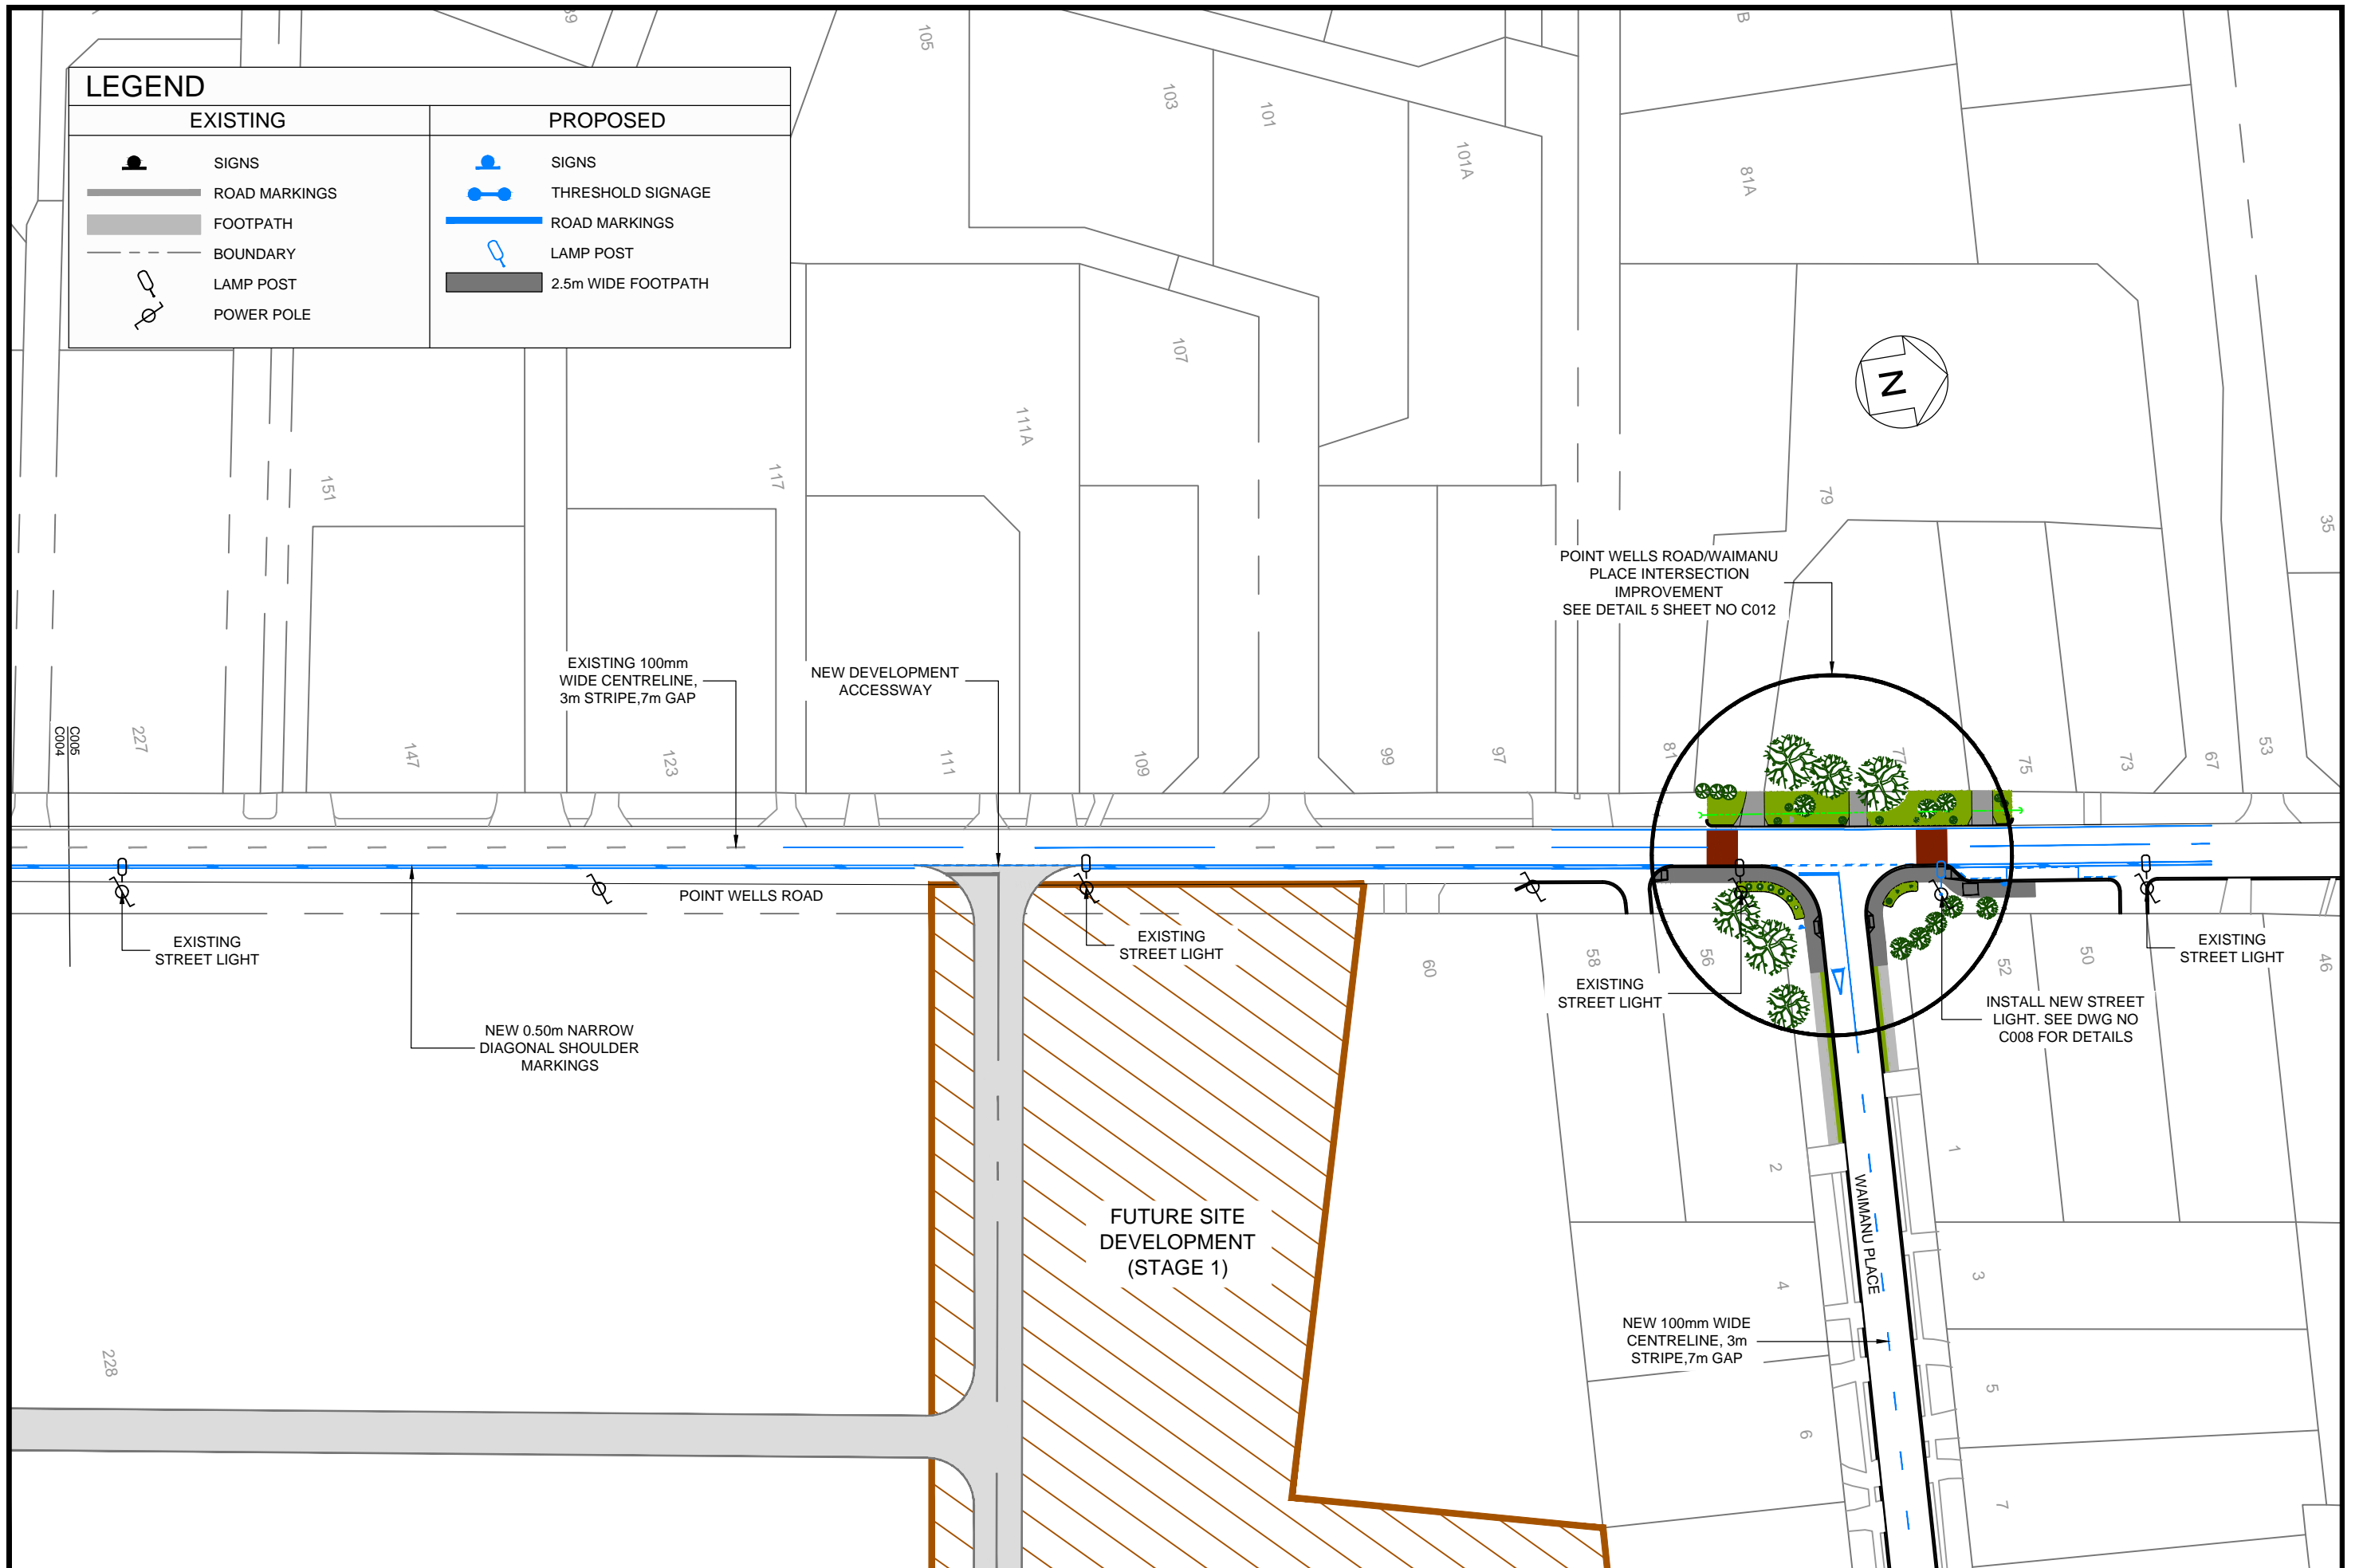 LEGEND
EXISTING
PROPOSED
SIGNS
ROAD MARKINGS
FOOTPATH
BOUNDARY
LAMP POST
POWER POLE
SIGNS
THRESHOLD SIGNAGE
ROAD MARKINGS
LAMP POST
2.5m WIDE FOOTPATH
105
103
101
101A
B
81A
107
111A
N
151
117
79
35
POINT WELLS ROAD/WAIMANU
PLACE INTERSECTION
IMPROVEMENT
SEE DETAIL 5 SHEET NO C012
EXISTING 100mm
WIDE CENTRELINE,
3m STRIPE,7m GAP
NEW DEVELOPMENT
ACCESSWAY
C005
C004
227
147
123
111
109
99
97
81
77
75
73
67
53
POINT WELLS ROAD
EXISTING
STREET LIGHT
EXISTING
STREET LIGHT
EXISTING
STREET LIGHT
EXISTING
STREET LIGHT
60
58
56
52
50
46
INSTALL NEW STREET
LIGHT. SEE DWG NO
C008 FOR DETAILS
NEW 0.50m NARROW
DIAGONAL SHOULDER
MARKINGS
FUTURE SITE
DEVELOPMENT
(STAGE 1)
WAIMANU PLACE
2
1
4
3
NEW 100mm WIDE
CENTRELINE, 3m
STRIPE,7m GAP
228
5
6
7